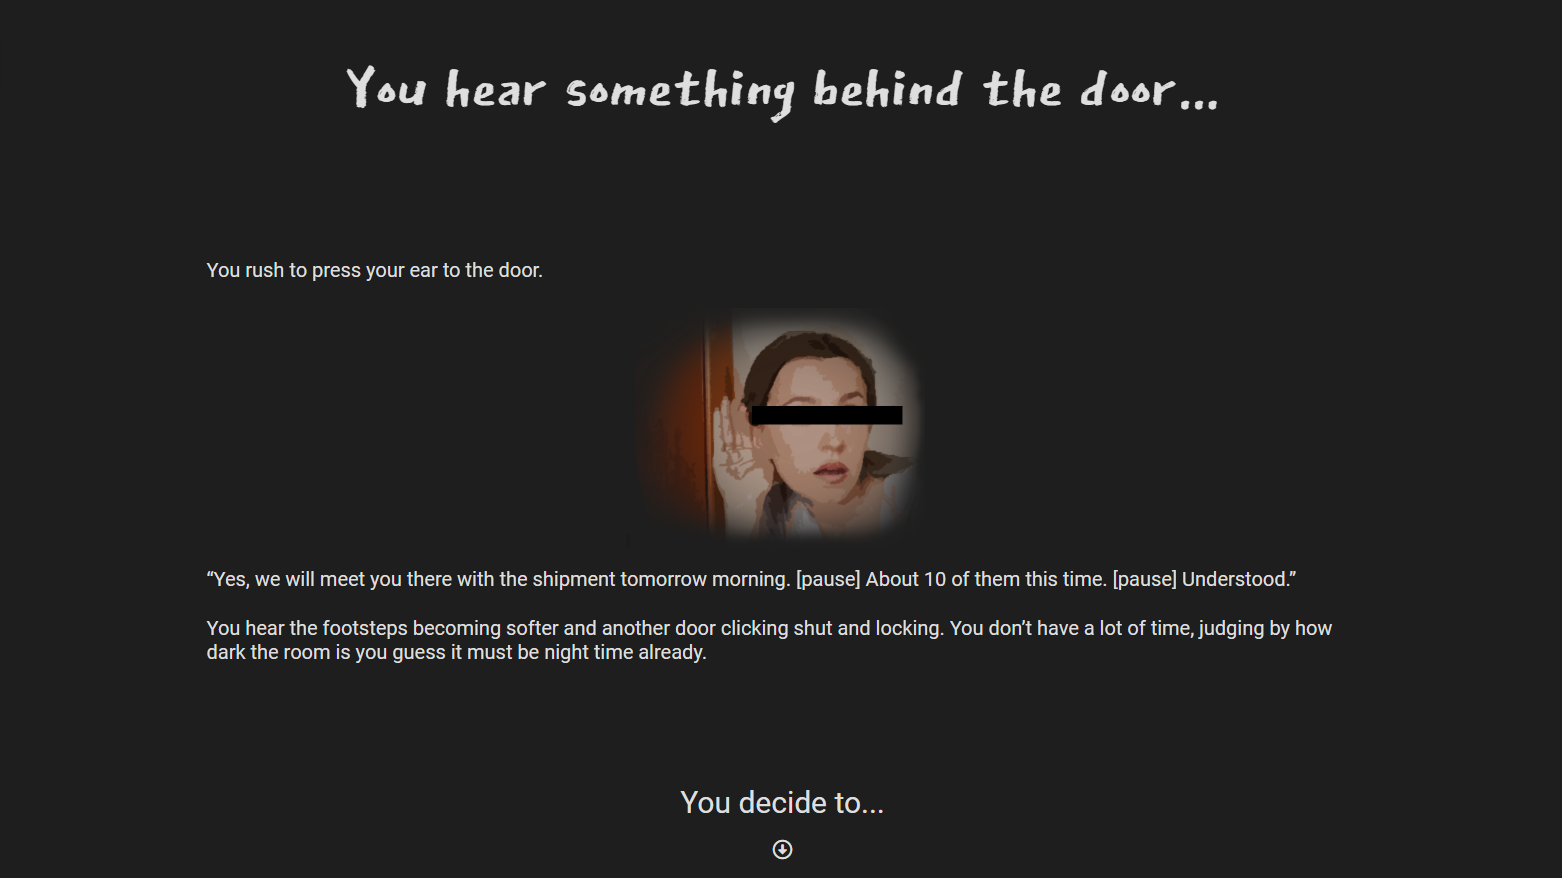 You hear something behind the door...
You rush to press your ear to the door.
“Yes, we will meet you there with the shipment tomorrow morning. [pause] About 10 of them this time. [pause] Understood.”
You hear the footsteps becoming softer and another door clicking shut and locking. You don’t have a lot of time, judging by how
dark the room is you guess it must be night time already.
You decide to...